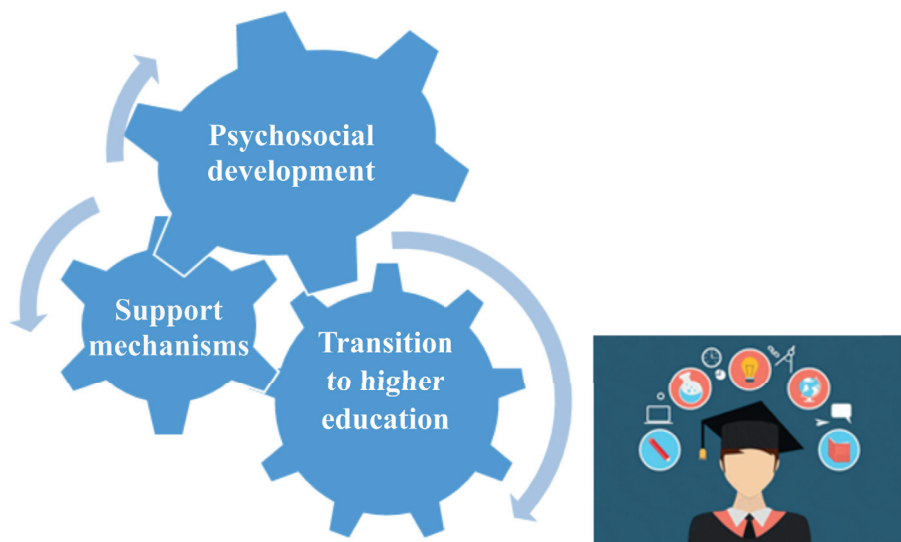 Psychosocial
development
Support
mechanisms
Transition
to higher
education